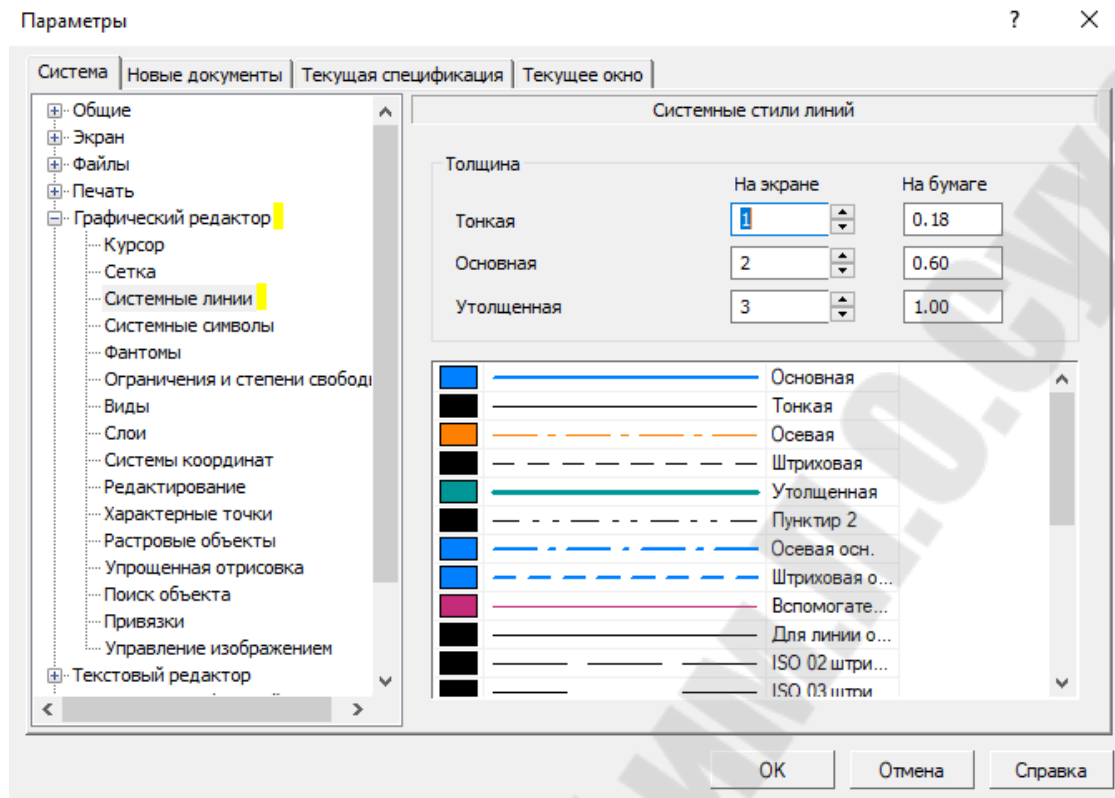 Параметры
?
Система
Новые документы
Текущая спецификация
Текущее окно
Общие
Экран
Файлы
Печать
Графический редактор
Курсор
Сетка
Системные линии
Системные символы
Фантомы
Ограничения и степени свободы
Виды
Слои
Системы координат
Редактирование
Характерные точки
Растровые объекты
Упрощенная отрисовка
Поиск объекта
Привязки
Управление изображением
Текстовый редактор
Системные стили линий
Толщина
На экране
На бумаге
Тонкая 1 0.18
Основная 2 0.60
Утолщенная 3 1.00
Основная
Тонкая
Осевая
Штриховая
Утолщенная
Пунктир 2
Осевая осн.
Штриховая о...
Вспомогате...
Для линии о...
ISO 02 штри...
ISO 03 штри
OK
Отмена
Справка